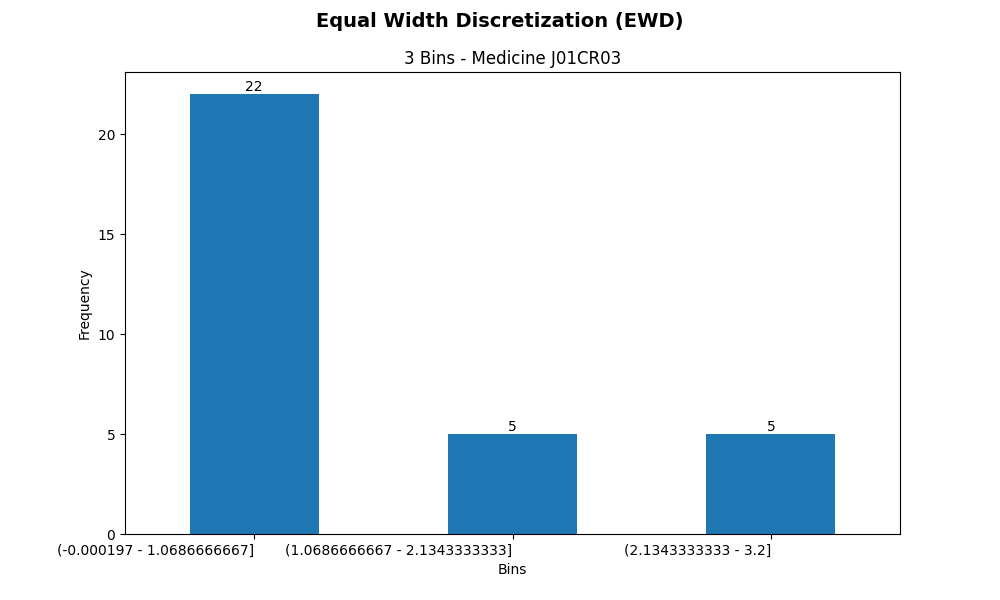 Equal Width Discretization (EWD)
3 Bins - Medicine J01CR03
22
20
15
10
5
0
5
5
Frequency
(-0.000197 - 1.0686666667]
(1.0686666667 - 2.1343333333]
(2.1343333333 - 3.2]
Bins